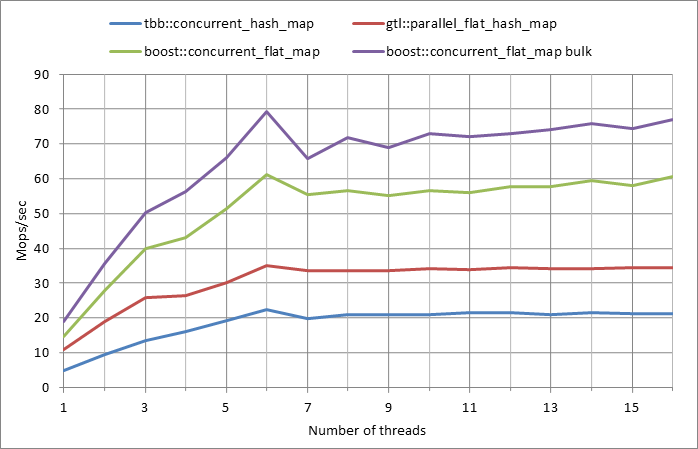 tbb::concurrent_hash_map gtl::parallel_flat_hash_map
boost::concurrent_flat_map boost::concurrent_flat_map bulk
90
80
70
60
50
40
30
20
10
0
Mops/sec
1 3 5 7 9 11 13 15
Number of threads